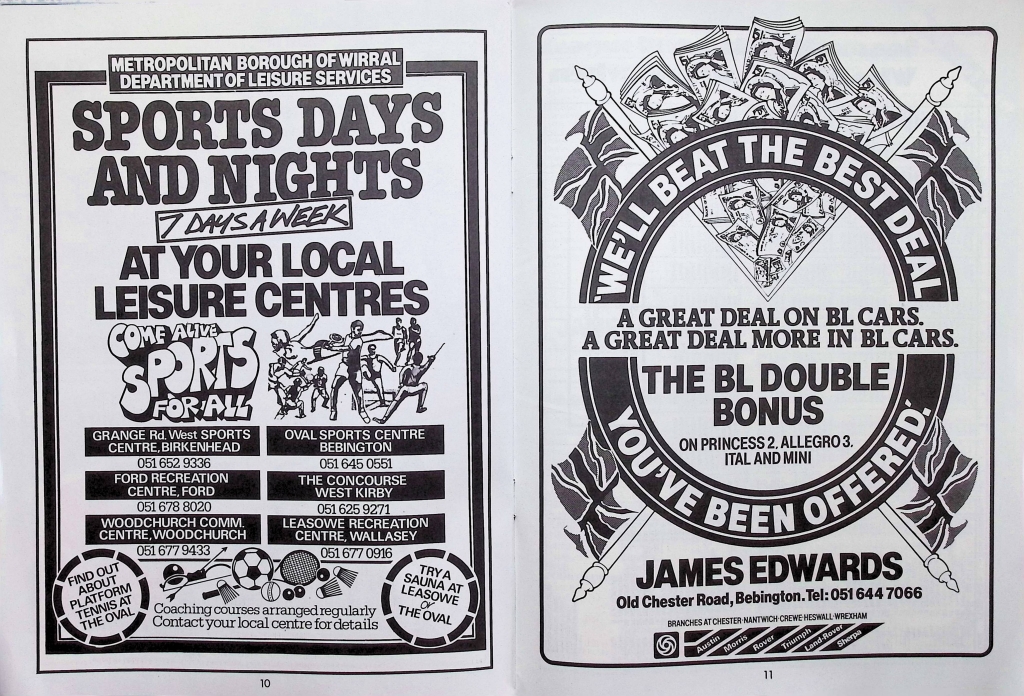 METROPOLITAN BOROUGH OF WIRRAL
DEPARTMENT OF LEISURE SERVICES
SPORTS DAYS
AND NIGHTS
7 DAYS A WEEK
AT YOUR LOCAL
LEISURE CENTRES
COME ALIVE
SPORTS
FOR ALL
GRANGE Rd. West SPORTS
CENTRE, BIRKENHEAD
051 652 9336
OVAL SPORTS CENTRE
BEBINGTON
051 645 0551
FORD RECREATION
CENTRE, FORD
051 678 8020
THE CONCOURSE
WEST KIRBY
051 625 9271
WOODCHURCH COMM.
CENTRE, WOODCHURCH
051 677 9433
LEASOWE RECREATION
CENTRE, WALLASEY
051 677 0916
FIND OUT
ABOUT
PLATFORM
TENNIS AT
THE OVAL
Coaching courses arranged regularly
Contact your local centre for details
TRY A
SAUNA AT
LEASOWE
or
THE OVAL
10
'WE'LL BEAT THE BEST DEAL
A GREAT DEAL ON BL CARS.
A GREAT DEAL MORE IN BL CARS.
THE BL DOUBLE
BONUS
ON PRINCESS 2, ALLEGRO 3.
ITAL AND MINI
YOU'VE BEEN OFFERED.'
JAMES EDWARDS
Old Chester Road, Bebington. Tel: 051 644 7066
BRANCHES AT CHESTER·NANTWICH·CREWE·HESWALL·WREXHAM
Austin
Morris
Rover
Triumph
Land-Rover
Sherpa
11